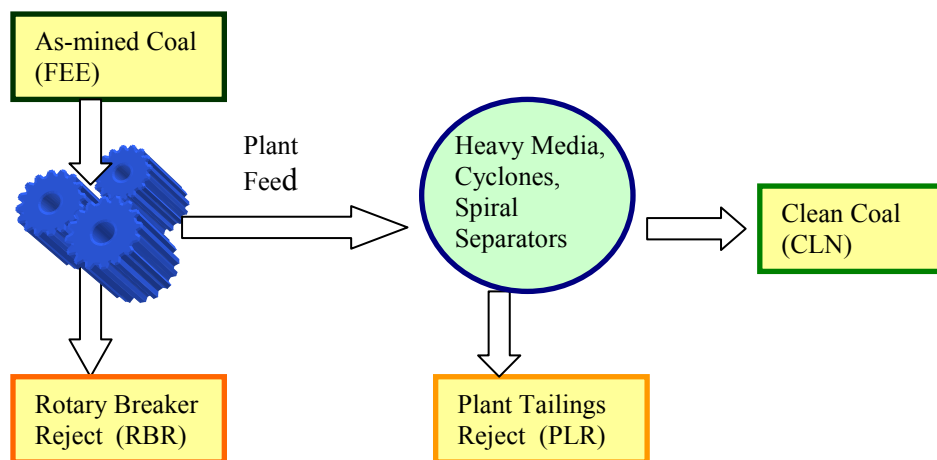 As-mined Coal
(FEE)
Plant
Feed
Heavy Media,
Cyclones,
Spiral
Separators
Clean Coal
(CLN)
Rotary Breaker
Reject (RBR)
Plant Tailings
Reject (PLR)